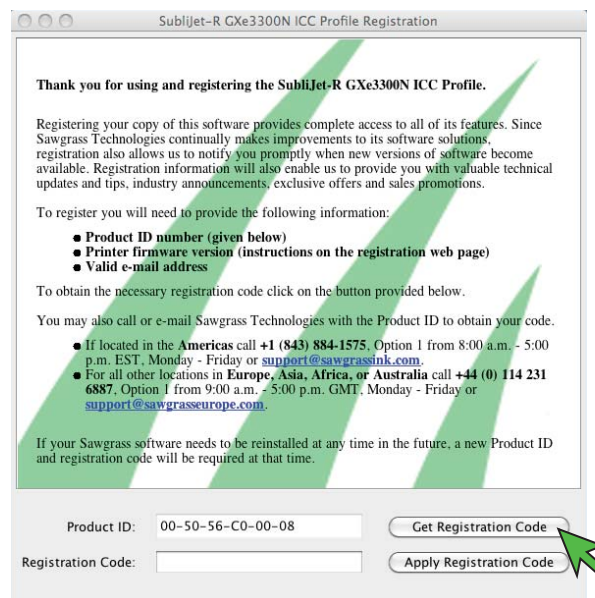 SubliJet-R GXe3300N ICC Profile Registration
Thank you for using and registering the SubliJet-R GXe3300N ICC Profile.
Registering your copy of this software provides complete access to all of its features. Since
Sawgrass Technologies continually makes improvements to its software solutions,
registration also allows us to notify you promptly when new versions of software become
available. Registration information will also enable us to provide you with valuable technical
updates and tips, industry announcements, exclusive offers and sales promotions.
To register you will need to provide the following information:
● Product ID number (given below)
● Printer firmware version (instructions on the registration web page)
● Valid e-mail address
To obtain the necessary registration code click on the button provided below.
You may also call or e-mail Sawgrass Technologies with the Product ID to obtain your code.
● If located in the Americas call +1 (843) 884-1575, Option 1 from 8:00 a.m. - 5:00
p.m. EST, Monday - Friday or support@sawgrassink.com.
● For all other locations in Europe, Asia, Africa, or Australia call +44 (0) 114 231
6887, Option 1 from 9:00 a.m. - 5:00 p.m. GMT, Monday - Friday or
support@sawgrasseurope.com.
If your Sawgrass software needs to be reinstalled at any time in the future, a new Product ID
and registration code will be required at that time.
Product ID: 00-50-56-C0-00-08 Get Registration Code
Registration Code: Apply Registration Code